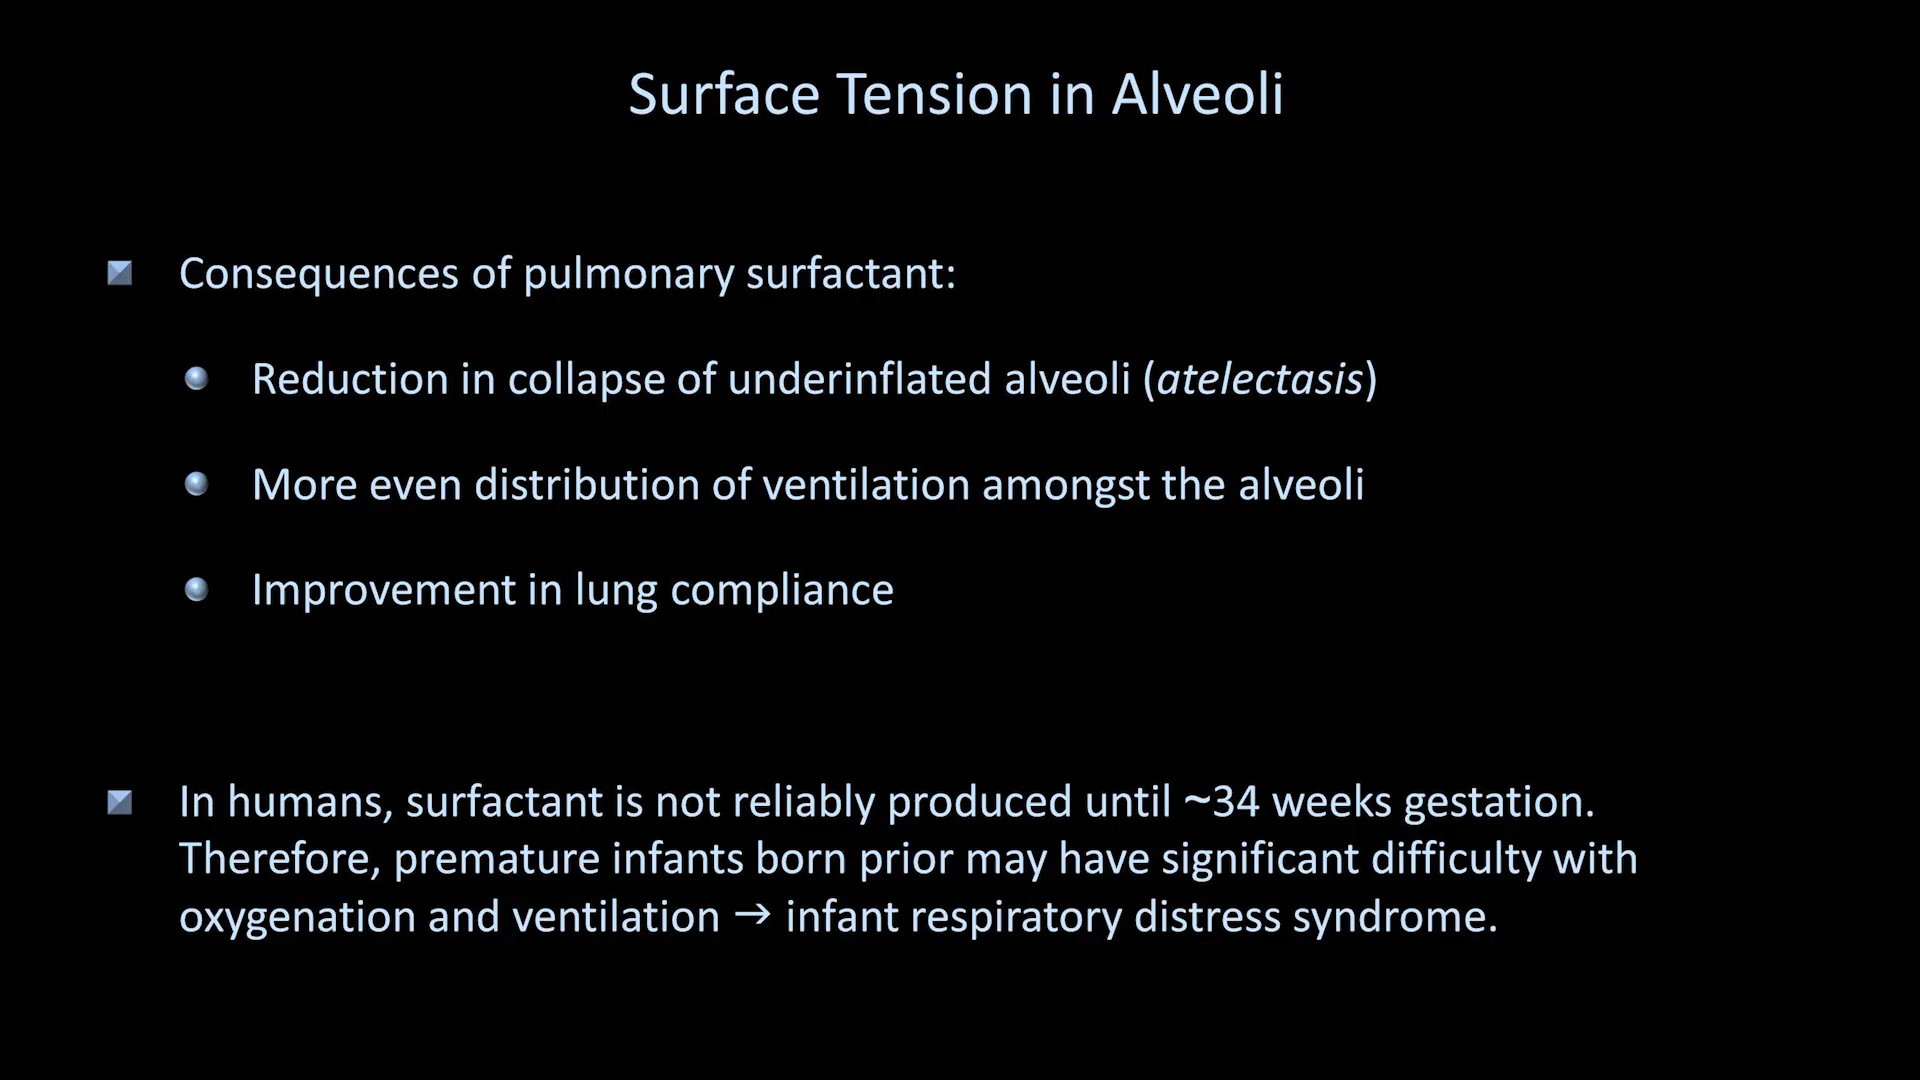 Surface Tension in Alveoli
Consequences of pulmonary surfactant:
Reduction in collapse of underinflated alveoli (atelectasis)
More even distribution of ventilation amongst the alveoli
Improvement in lung compliance
In humans, surfactant is not reliably produced until ~34 weeks gestation.
Therefore, premature infants born prior may have significant difficulty with
oxygenation and ventilation → infant respiratory distress syndrome.